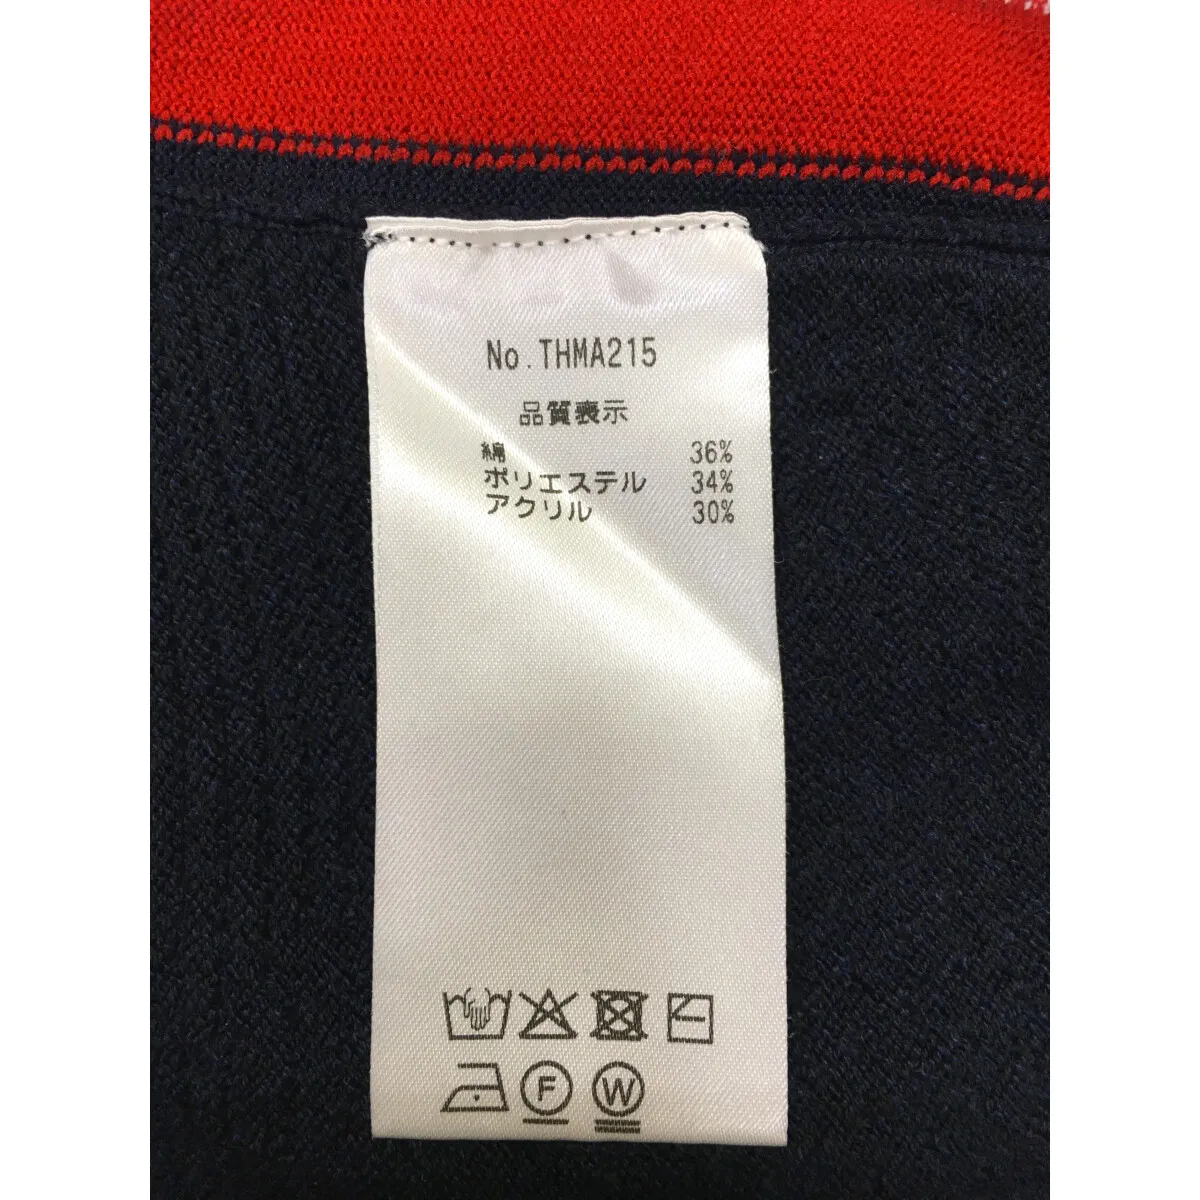 No.THMA215
品質表示
綿 36%
ポリエステル 34%
アクリル 30%
F W